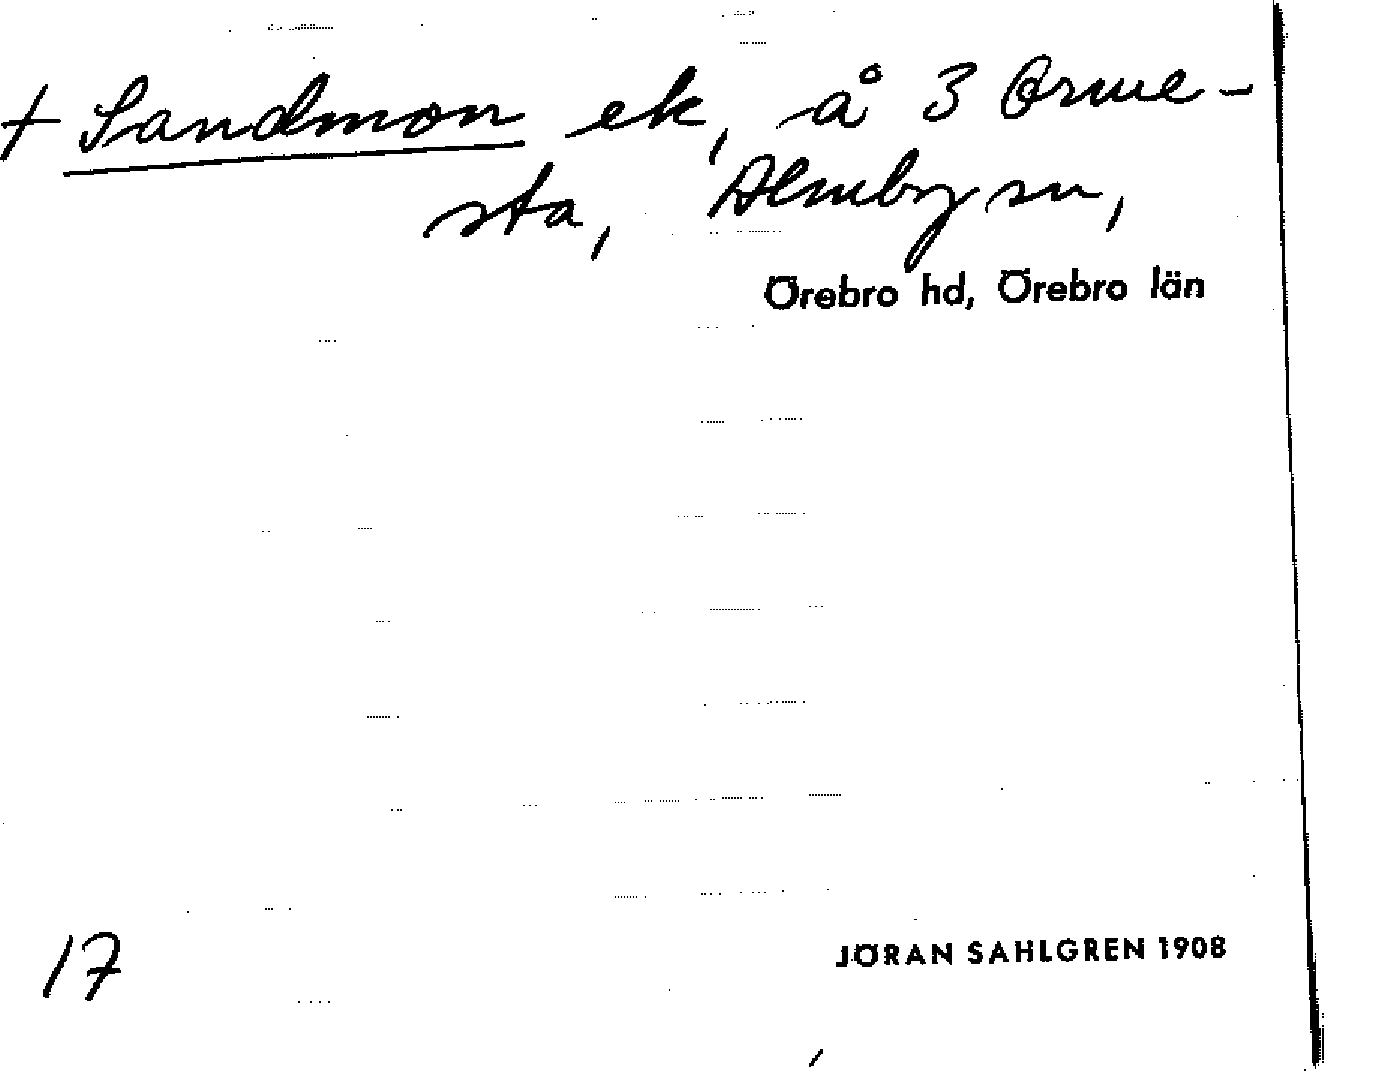 + Sandmon ek, å 3 Orme-
sta, Almby sn,
Örebro hd, Örebro län
17
JÖRAN SAHLGREN 1908